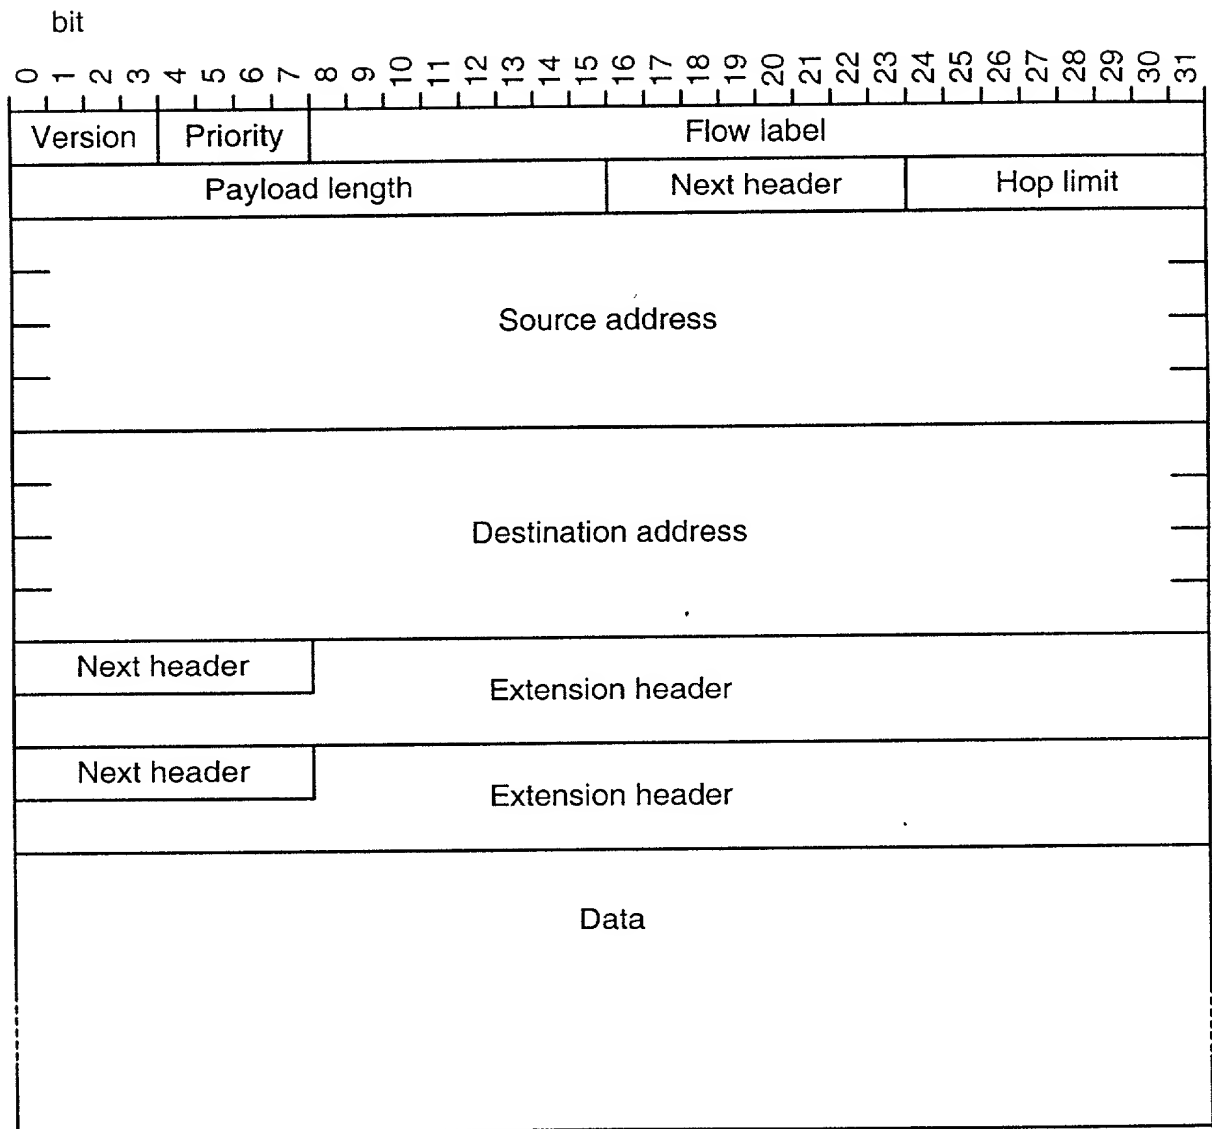 bit
0 1 2 3 4 5 6 7 8 9 10 11 12 13 14 15 16 17 18 19 20 21 22 23 24 25 26 27 28 29 30 31
Version Priority Flow label
Payload length Next header Hop limit
Source address
Destination address
Next header
Extension header
Next header
Extension header
Data